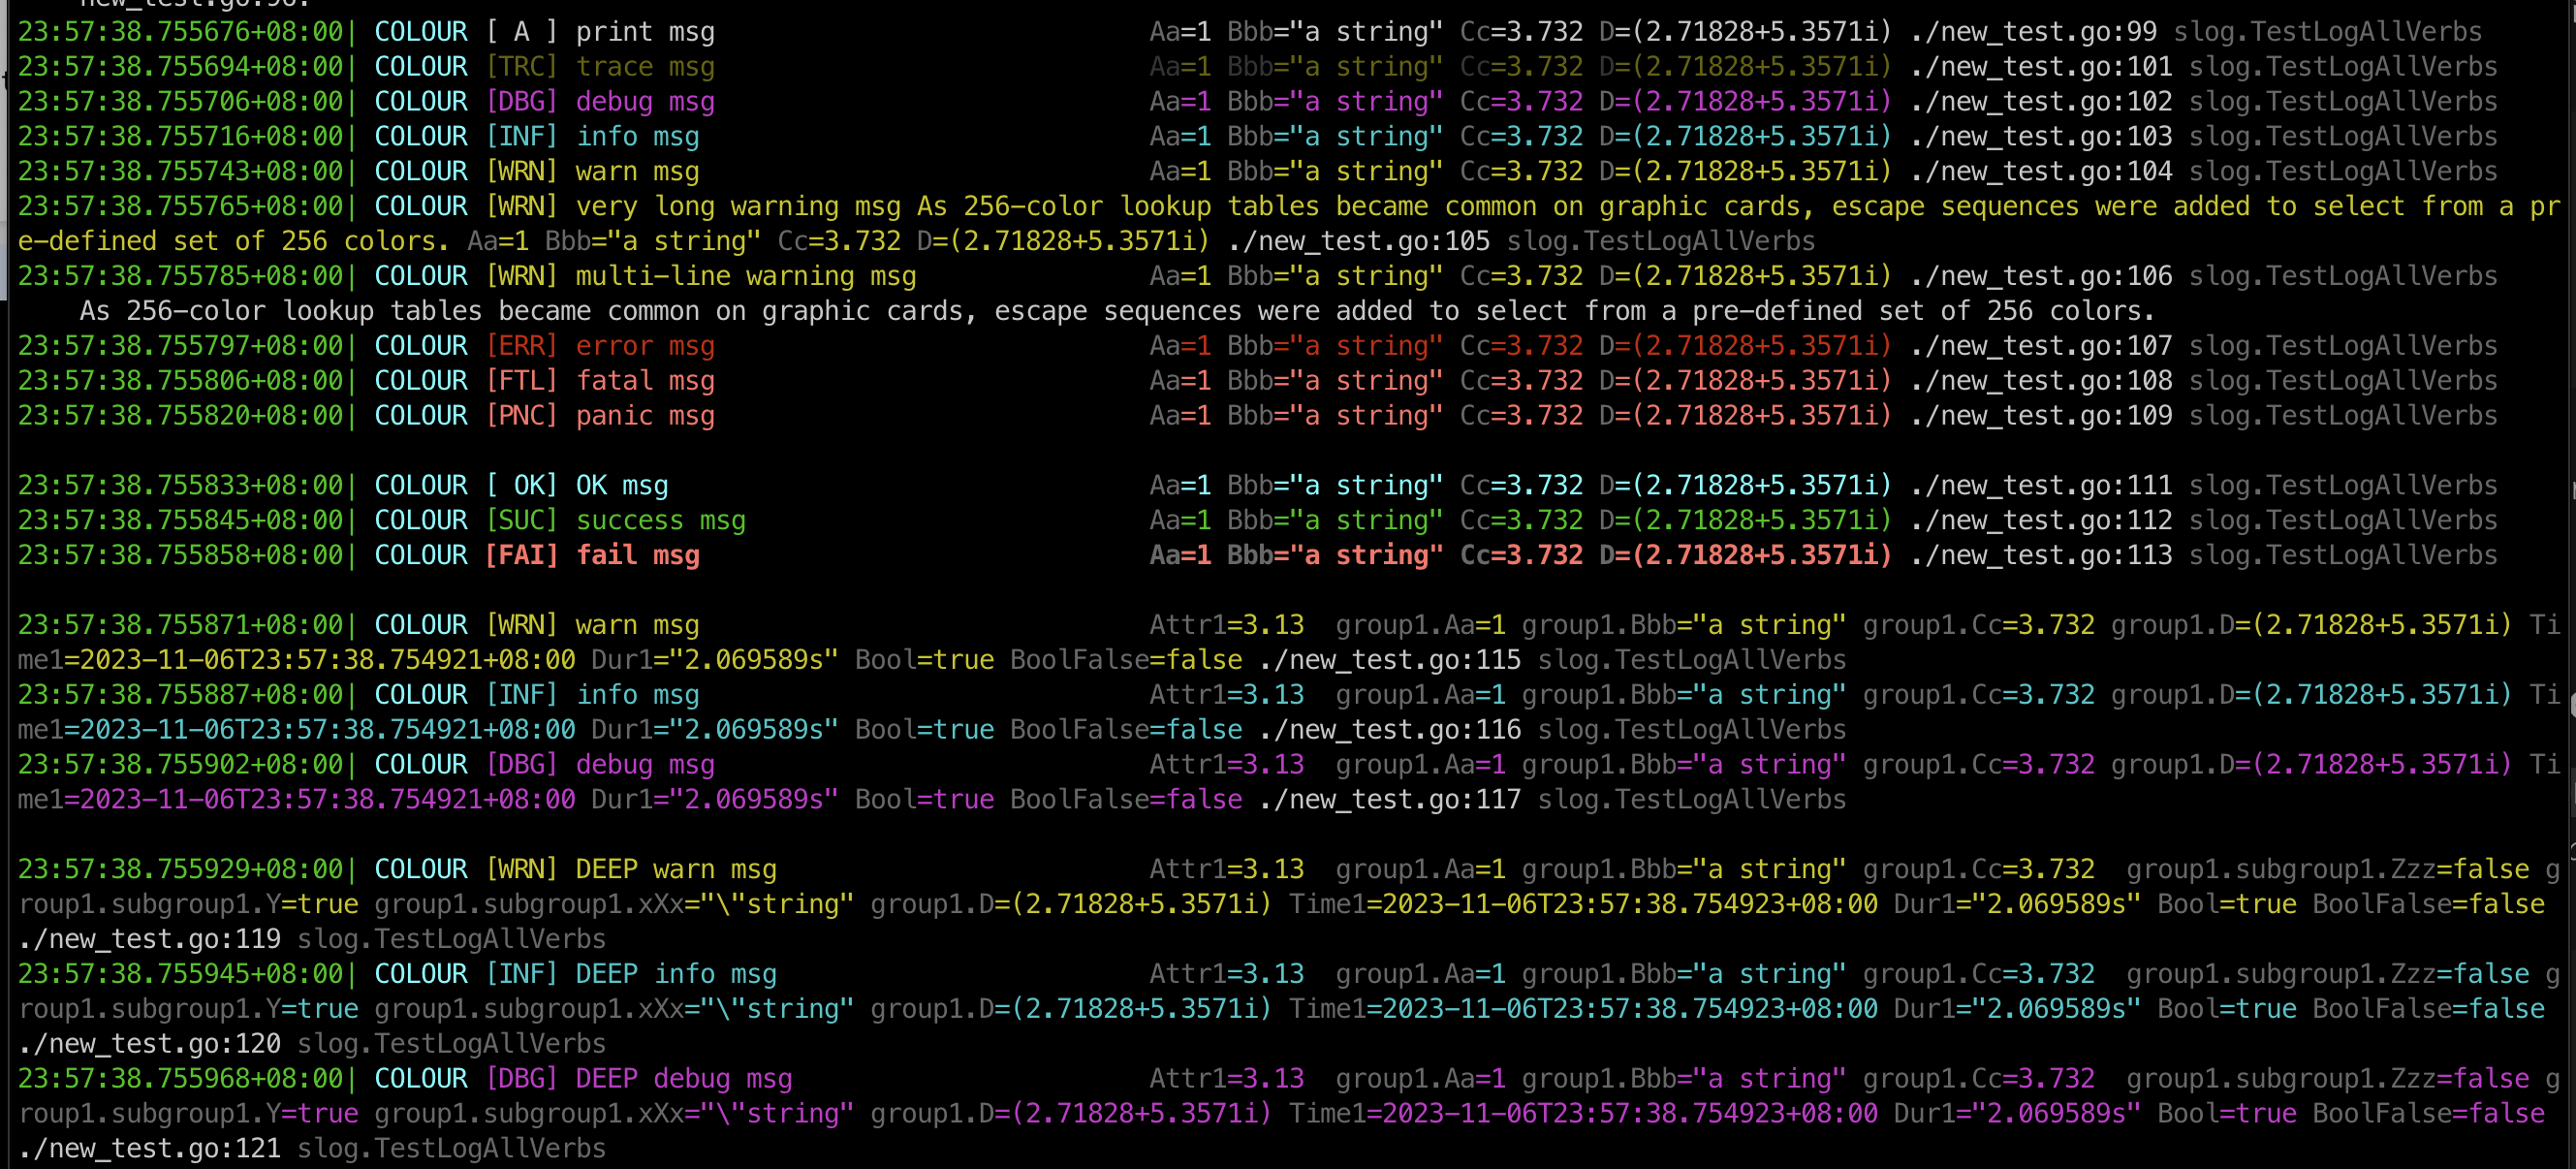 new_test.go:96.
23:57:38.755676+08:00| COLOUR [ A ] print msg Aa=1 Bbb="a string" Cc=3.732 D=(2.71828+5.3571i) ./new_test.go:99 slog.TestLogAllVerbs
23:57:38.755694+08:00| COLOUR [TRC] trace msg Aa=1 Bbb="a string" Cc=3.732 D=(2.71828+5.3571i) ./new_test.go:101 slog.TestLogAllVerbs
23:57:38.755706+08:00| COLOUR [DBG] debug msg Aa=1 Bbb="a string" Cc=3.732 D=(2.71828+5.3571i) ./new_test.go:102 slog.TestLogAllVerbs
23:57:38.755716+08:00| COLOUR [INF] info msg Aa=1 Bbb="a string" Cc=3.732 D=(2.71828+5.3571i) ./new_test.go:103 slog.TestLogAllVerbs
23:57:38.755743+08:00| COLOUR [WRN] warn msg Aa=1 Bbb="a string" Cc=3.732 D=(2.71828+5.3571i) ./new_test.go:104 slog.TestLogAllVerbs
23:57:38.755765+08:00| COLOUR [WRN] very long warning msg As 256-color lookup tables became common on graphic cards, escape sequences were added to select from a pr
e-defined set of 256 colors. Aa=1 Bbb="a string" Cc=3.732 D=(2.71828+5.3571i) ./new_test.go:105 slog.TestLogAllVerbs
23:57:38.755785+08:00| COLOUR [WRN] multi-line warning msg Aa=1 Bbb="a string" Cc=3.732 D=(2.71828+5.3571i) ./new_test.go:106 slog.TestLogAllVerbs
As 256-color lookup tables became common on graphic cards, escape sequences were added to select from a pre-defined set of 256 colors.
23:57:38.755797+08:00| COLOUR [ERR] error msg Aa=1 Bbb="a string" Cc=3.732 D=(2.71828+5.3571i) ./new_test.go:107 slog.TestLogAllVerbs
23:57:38.755806+08:00| COLOUR [FTL] fatal msg Aa=1 Bbb="a string" Cc=3.732 D=(2.71828+5.3571i) ./new_test.go:108 slog.TestLogAllVerbs
23:57:38.755820+08:00| COLOUR [PNC] panic msg Aa=1 Bbb="a string" Cc=3.732 D=(2.71828+5.3571i) ./new_test.go:109 slog.TestLogAllVerbs
23:57:38.755833+08:00| COLOUR [ OK] OK msg Aa=1 Bbb="a string" Cc=3.732 D=(2.71828+5.3571i) ./new_test.go:111 slog.TestLogAllVerbs
23:57:38.755845+08:00| COLOUR [SUC] success msg Aa=1 Bbb="a string" Cc=3.732 D=(2.71828+5.3571i) ./new_test.go:112 slog.TestLogAllVerbs
23:57:38.755858+08:00| COLOUR [FAI] fail msg Aa=1 Bbb="a string" Cc=3.732 D=(2.71828+5.3571i) ./new_test.go:113 slog.TestLogAllVerbs
23:57:38.755871+08:00| COLOUR [WRN] warn msg Attr1=3.13 group1.Aa=1 group1.Bbb="a string" group1.Cc=3.732 group1.D=(2.71828+5.3571i) Ti
me1=2023-11-06T23:57:38.754921+08:00 Dur1="2.069589s" Bool=true BoolFalse=false ./new_test.go:115 slog.TestLogAllVerbs
23:57:38.755887+08:00| COLOUR [INF] info msg Attr1=3.13 group1.Aa=1 group1.Bbb="a string" group1.Cc=3.732 group1.D=(2.71828+5.3571i) Ti
me1=2023-11-06T23:57:38.754921+08:00 Dur1="2.069589s" Bool=true BoolFalse=false ./new_test.go:116 slog.TestLogAllVerbs
23:57:38.755902+08:00| COLOUR [DBG] debug msg Attr1=3.13 group1.Aa=1 group1.Bbb="a string" group1.Cc=3.732 group1.D=(2.71828+5.3571i) Ti
me1=2023-11-06T23:57:38.754921+08:00 Dur1="2.069589s" Bool=true BoolFalse=false ./new_test.go:117 slog.TestLogAllVerbs
23:57:38.755929+08:00| COLOUR [WRN] DEEP warn msg Attr1=3.13 group1.Aa=1 group1.Bbb="a string" group1.Cc=3.732 group1.subgroup1.Zzz=false g
roup1.subgroup1.Y=true group1.subgroup1.xXx="\"string" group1.D=(2.71828+5.3571i) Time1=2023-11-06T23:57:38.754923+08:00 Dur1="2.069589s" Bool=true BoolFalse=false
./new_test.go:119 slog.TestLogAllVerbs
23:57:38.755945+08:00| COLOUR [INF] DEEP info msg Attr1=3.13 group1.Aa=1 group1.Bbb="a string" group1.Cc=3.732 group1.subgroup1.Zzz=false g
roup1.subgroup1.Y=true group1.subgroup1.xXx="\"string" group1.D=(2.71828+5.3571i) Time1=2023-11-06T23:57:38.754923+08:00 Dur1="2.069589s" Bool=true BoolFalse=false
./new_test.go:120 slog.TestLogAllVerbs
23:57:38.755968+08:00| COLOUR [DBG] DEEP debug msg Attr1=3.13 group1.Aa=1 group1.Bbb="a string" group1.Cc=3.732 group1.subgroup1.Zzz=false g
roup1.subgroup1.Y=true group1.subgroup1.xXx="\"string" group1.D=(2.71828+5.3571i) Time1=2023-11-06T23:57:38.754923+08:00 Dur1="2.069589s" Bool=true BoolFalse=false
./new_test.go:121 slog.TestLogAllVerbs